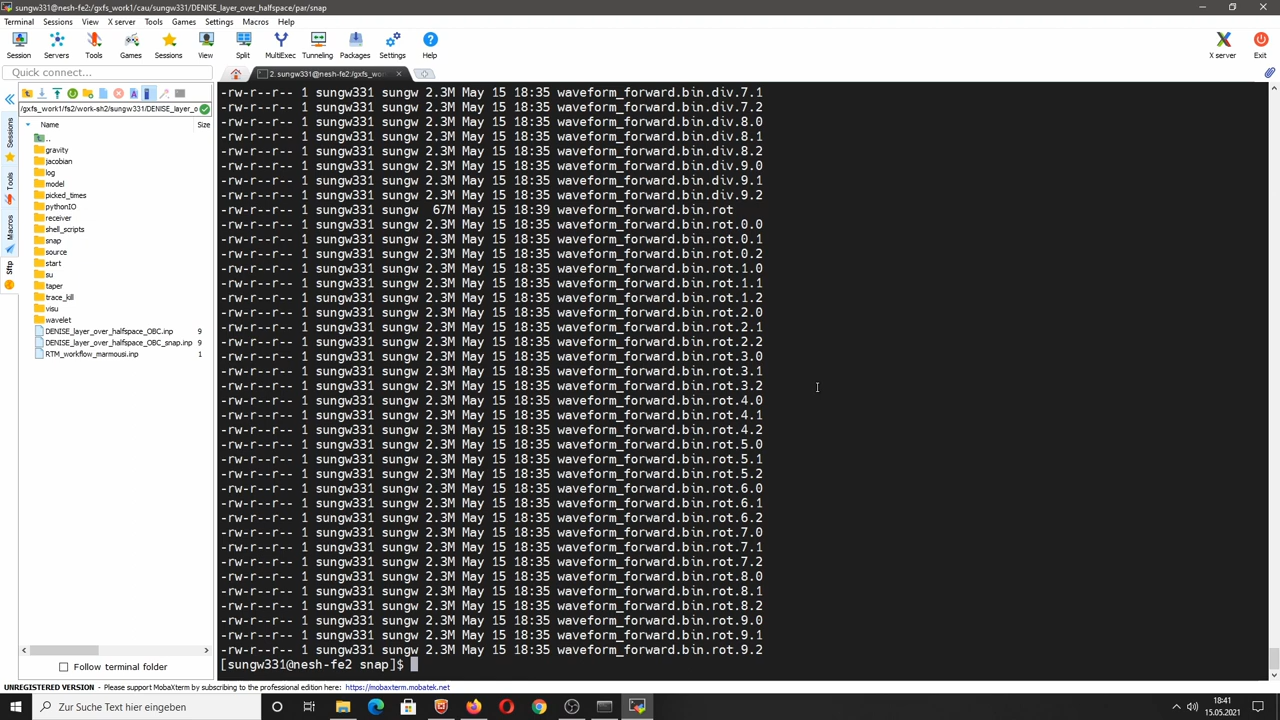 sungw331@nesh-fe2:/gxfs_work1/cau/sungw331/DENISE_layer_over_halfspace/par/snap
Terminal Sessions View X server Tools Games Settings Macros Help
Session Servers Tools Games Sessions View Split MultiExec Tunneling Packages Settings Help X server Exit
Quick connect...
2. sungw331@nesh-fe2:/gxfs_wor
/gxfs_work1/fs2/work-sh2/sungw331/DENISE_layer_o
Name Size
..
gravity
jacobian
log
model
picked_times
pythonIO
receiver
shell_scripts
snap
source
start
su
taper
trace_kill
visu
wavelet
DENISE_layer_over_halfspace_OBC.inp 9
DENISE_layer_over_halfspace_OBC_snap.inp 9
RTM_workflow_marmousi.inp 1
Sessions
Tools
Macros
Sftp
Follow terminal folder
-rw-r--r-- 1 sungw331 sungw 2.3M May 15 18:35 waveform_forward.bin.div.7.1
-rw-r--r-- 1 sungw331 sungw 2.3M May 15 18:35 waveform_forward.bin.div.7.2
-rw-r--r-- 1 sungw331 sungw 2.3M May 15 18:35 waveform_forward.bin.div.8.0
-rw-r--r-- 1 sungw331 sungw 2.3M May 15 18:35 waveform_forward.bin.div.8.1
-rw-r--r-- 1 sungw331 sungw 2.3M May 15 18:35 waveform_forward.bin.div.8.2
-rw-r--r-- 1 sungw331 sungw 2.3M May 15 18:35 waveform_forward.bin.div.9.0
-rw-r--r-- 1 sungw331 sungw 2.3M May 15 18:35 waveform_forward.bin.div.9.1
-rw-r--r-- 1 sungw331 sungw 2.3M May 15 18:35 waveform_forward.bin.div.9.2
-rw-r--r-- 1 sungw331 sungw 67M May 15 18:39 waveform_forward.bin.rot
-rw-r--r-- 1 sungw331 sungw 2.3M May 15 18:35 waveform_forward.bin.rot.0.0
-rw-r--r-- 1 sungw331 sungw 2.3M May 15 18:35 waveform_forward.bin.rot.0.1
-rw-r--r-- 1 sungw331 sungw 2.3M May 15 18:35 waveform_forward.bin.rot.0.2
-rw-r--r-- 1 sungw331 sungw 2.3M May 15 18:35 waveform_forward.bin.rot.1.0
-rw-r--r-- 1 sungw331 sungw 2.3M May 15 18:35 waveform_forward.bin.rot.1.1
-rw-r--r-- 1 sungw331 sungw 2.3M May 15 18:35 waveform_forward.bin.rot.1.2
-rw-r--r-- 1 sungw331 sungw 2.3M May 15 18:35 waveform_forward.bin.rot.2.0
-rw-r--r-- 1 sungw331 sungw 2.3M May 15 18:35 waveform_forward.bin.rot.2.1
-rw-r--r-- 1 sungw331 sungw 2.3M May 15 18:35 waveform_forward.bin.rot.2.2
-rw-r--r-- 1 sungw331 sungw 2.3M May 15 18:35 waveform_forward.bin.rot.3.0
-rw-r--r-- 1 sungw331 sungw 2.3M May 15 18:35 waveform_forward.bin.rot.3.1
-rw-r--r-- 1 sungw331 sungw 2.3M May 15 18:35 waveform_forward.bin.rot.3.2
-rw-r--r-- 1 sungw331 sungw 2.3M May 15 18:35 waveform_forward.bin.rot.4.0
-rw-r--r-- 1 sungw331 sungw 2.3M May 15 18:35 waveform_forward.bin.rot.4.1
-rw-r--r-- 1 sungw331 sungw 2.3M May 15 18:35 waveform_forward.bin.rot.4.2
-rw-r--r-- 1 sungw331 sungw 2.3M May 15 18:35 waveform_forward.bin.rot.5.0
-rw-r--r-- 1 sungw331 sungw 2.3M May 15 18:35 waveform_forward.bin.rot.5.1
-rw-r--r-- 1 sungw331 sungw 2.3M May 15 18:35 waveform_forward.bin.rot.5.2
-rw-r--r-- 1 sungw331 sungw 2.3M May 15 18:35 waveform_forward.bin.rot.6.0
-rw-r--r-- 1 sungw331 sungw 2.3M May 15 18:35 waveform_forward.bin.rot.6.1
-rw-r--r-- 1 sungw331 sungw 2.3M May 15 18:35 waveform_forward.bin.rot.6.2
-rw-r--r-- 1 sungw331 sungw 2.3M May 15 18:35 waveform_forward.bin.rot.7.0
-rw-r--r-- 1 sungw331 sungw 2.3M May 15 18:35 waveform_forward.bin.rot.7.1
-rw-r--r-- 1 sungw331 sungw 2.3M May 15 18:35 waveform_forward.bin.rot.7.2
-rw-r--r-- 1 sungw331 sungw 2.3M May 15 18:35 waveform_forward.bin.rot.8.0
-rw-r--r-- 1 sungw331 sungw 2.3M May 15 18:35 waveform_forward.bin.rot.8.1
-rw-r--r-- 1 sungw331 sungw 2.3M May 15 18:35 waveform_forward.bin.rot.8.2
-rw-r--r-- 1 sungw331 sungw 2.3M May 15 18:35 waveform_forward.bin.rot.9.0
-rw-r--r-- 1 sungw331 sungw 2.3M May 15 18:35 waveform_forward.bin.rot.9.1
-rw-r--r-- 1 sungw331 sungw 2.3M May 15 18:35 waveform_forward.bin.rot.9.2
[sungw331@nesh-fe2 snap]$
UNREGISTERED VERSION - Please support MobaXterm by subscribing to the professional edition here: https://mobaxterm.mobatek.net
Zur Suche Text hier eingeben
18:41
15.05.2021